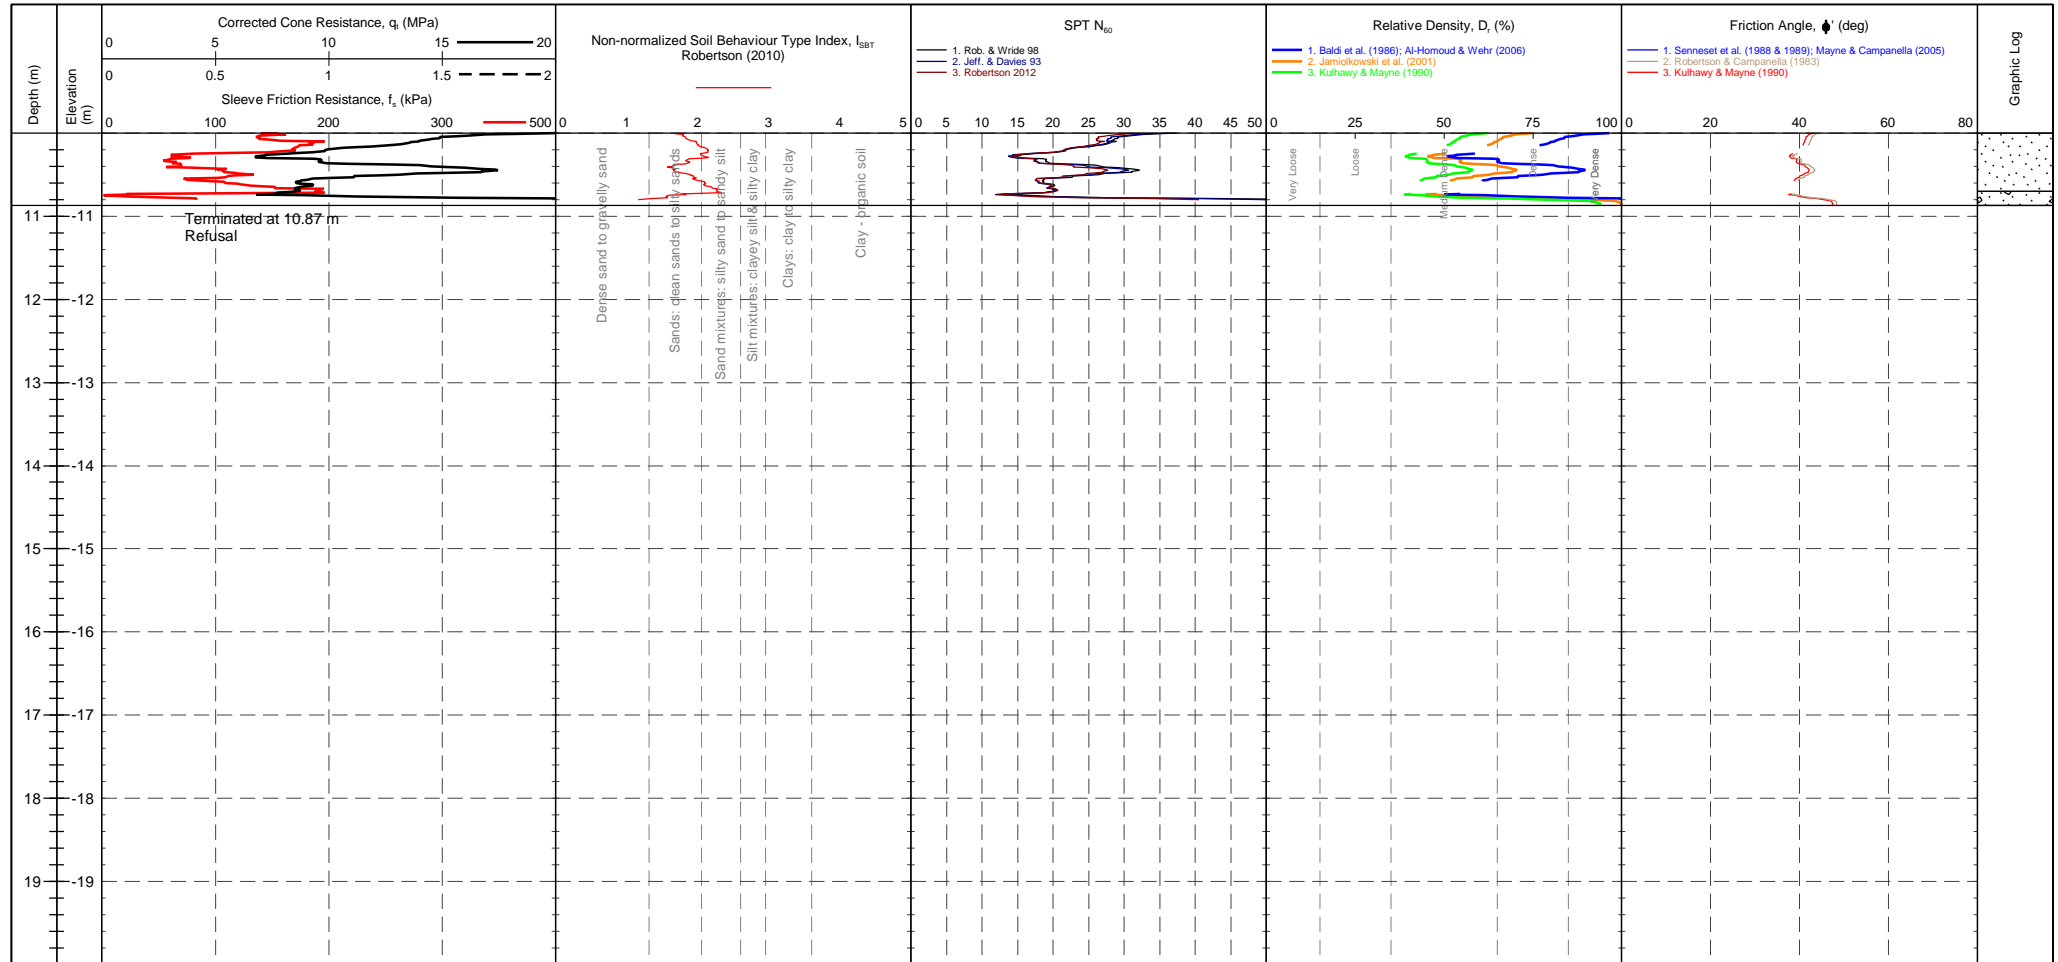 Depth (m)
Elevation
(m)
Corrected Cone Resistance, qt (MPa)
0 5 10 15 20
0 0.5 1 1.5 2
Sleeve Friction Resistance, fs (kPa)
100 200 300 500
Non-normalized Soil Behaviour Type Index, ISBT
Robertson (2010)
0 1 2 3 4 5
SPT N60
1. Rob. & Wride 98
2. Jeff. & Davies 93
3. Robertson 2012
0 5 10 15 20 25 30 35 40 45 50
Relative Density, Dr (%)
1. Baldi et al. (1986); Al-Homoud & Wehr (2006)
2. Jamiolkowski et al. (2001)
3. Kulhawy & Mayne (1990)
0 25 50 75 100
Friction Angle, ϕ' (deg)
1. Senneset et al. (1988 & 1989); Mayne & Campanella (2005)
2. Robertson & Campanella (1983)
3. Kulhawy & Mayne (1990)
0 20 40 60 80
Graphic Log
Dense sand to gravelly sand
Sands: clean sands to silty sands
Sand mixtures: silty sand to sandy silt
Silt mixtures: clayey silt & silty clay
Clays: clay to silty clay
Clay - organic soil
Very Loose
Loose
Medium Dense
Dense
Very Dense
Terminated at 10.87 m
Refusal
11 -11
12 -12
13 -13
14 -14
15 -15
16 -16
17 -17
18 -18
19 -19